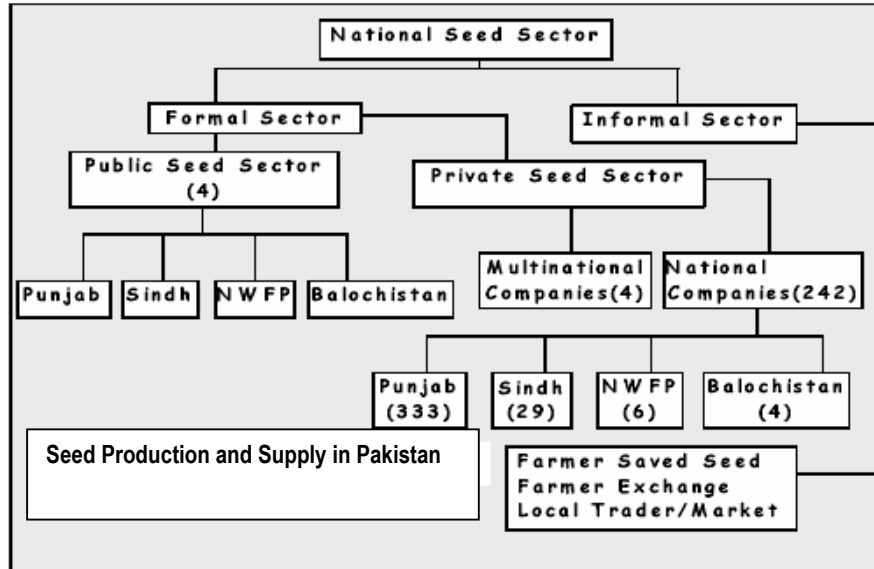 National Seed Sector
Formal Sector
Informal Sector
Public Seed Sector
(4)
Private Seed Sector
Multinational
Companies(4)
National
Companies(242)
Punjab
Sindh
NWFP
Balochistan
Punjab
(333)
Sindh
(29)
NWFP
(6)
Balochistan
(4)
Seed Production and Supply in Pakistan
Farmer Saved Seed
Farmer Exchange
Local Trader/Market